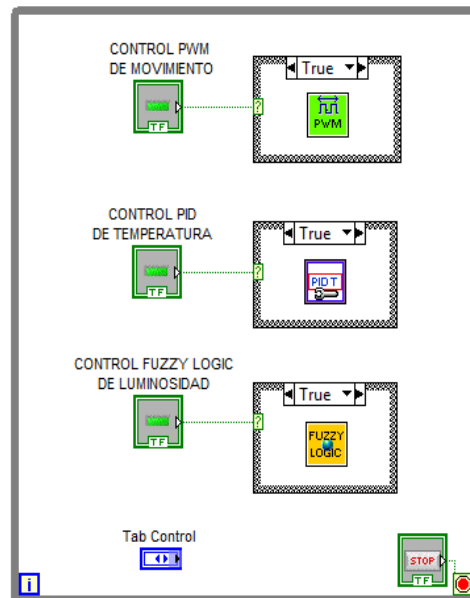 CONTROL PWM
DE MOVIMIENTO
True
?
PWM
TF
CONTROL PID
DE TEMPERATURA
True
?
PID T
TF
CONTROL FUZZY LOGIC
DE LUMINOSIDAD
True
?
FUZZY
LOGIC
TF
Tab Control
STOP
TF
i